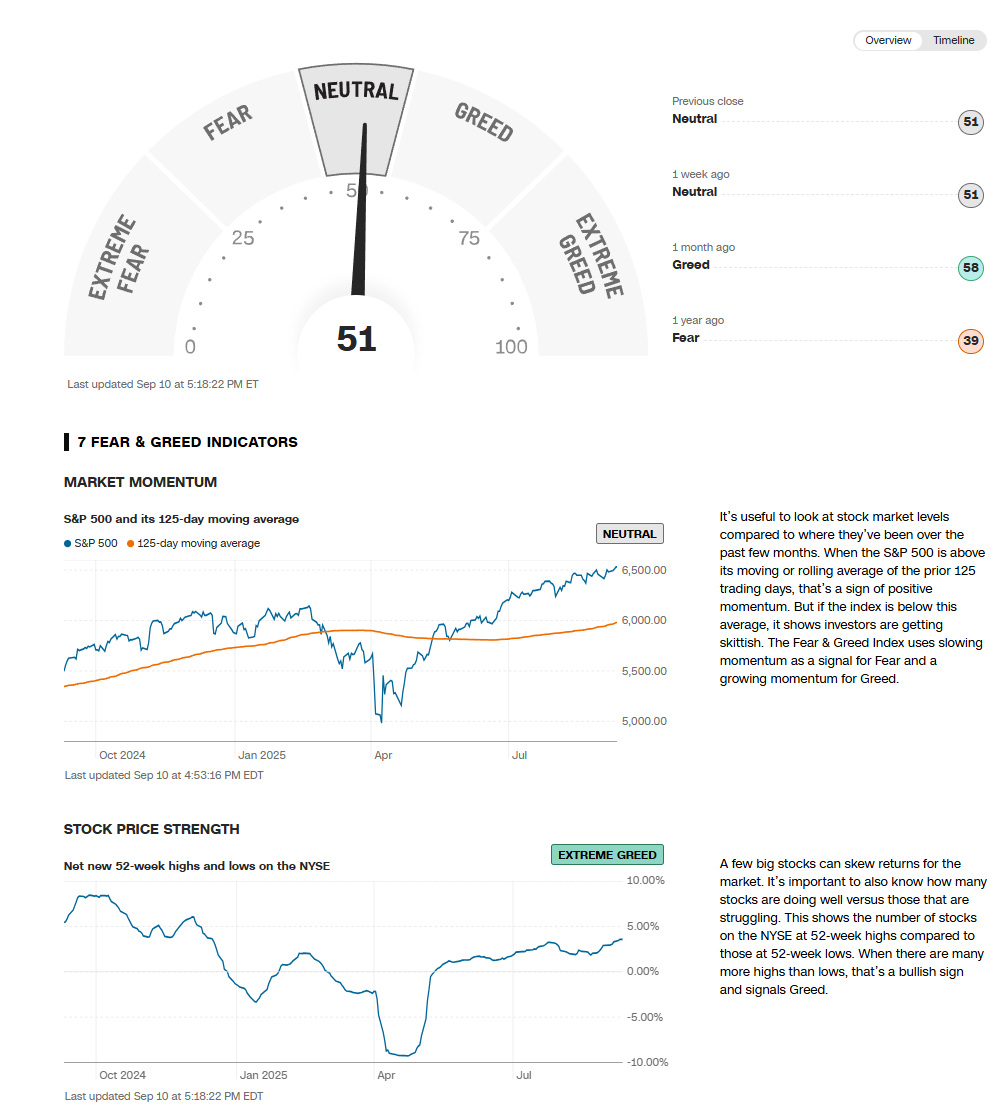 Overview Timeline
NEUTRAL
FEAR
GREED
EXTREME
FEAR
EXTREME
GREED
0
25
50
75
100
51
Last updated Sep 10 at 5:18:22 PM ET
Previous close
Neutral 51
1 week ago
Neutral 51
1 month ago
Greed 58
1 year ago
Fear 39
7 FEAR & GREED INDICATORS
MARKET MOMENTUM
S&P 500 and its 125-day moving average
NEUTRAL
S&P 500 125-day moving average
6,500.00
6,000.00
5,500.00
5,000.00
Oct 2024 Jan 2025 Apr Jul
Last updated Sep 10 at 4:53:16 PM EDT
It's useful to look at stock market levels
compared to where they've been over the
past few months. When the S&P 500 is above
its moving or rolling average of the prior 125
trading days, that's a sign of positive
momentum. But if the index is below this
average, it shows investors are getting
skittish. The Fear & Greed Index uses slowing
momentum as a signal for Fear and a
growing momentum for Greed.
STOCK PRICE STRENGTH
Net new 52-week highs and lows on the NYSE
EXTREME GREED
10.00%
5.00%
0.00%
-5.00%
-10.00%
Oct 2024 Jan 2025 Apr Jul
Last updated Sep 10 at 5:18:22 PM EDT
A few big stocks can skew returns for the
market. It's important to also know how many
stocks are doing well versus those that are
struggling. This shows the number of stocks
on the NYSE at 52-week highs compared to
those at 52-week lows. When there are many
more highs than lows, that's a bullish sign
and signals Greed.